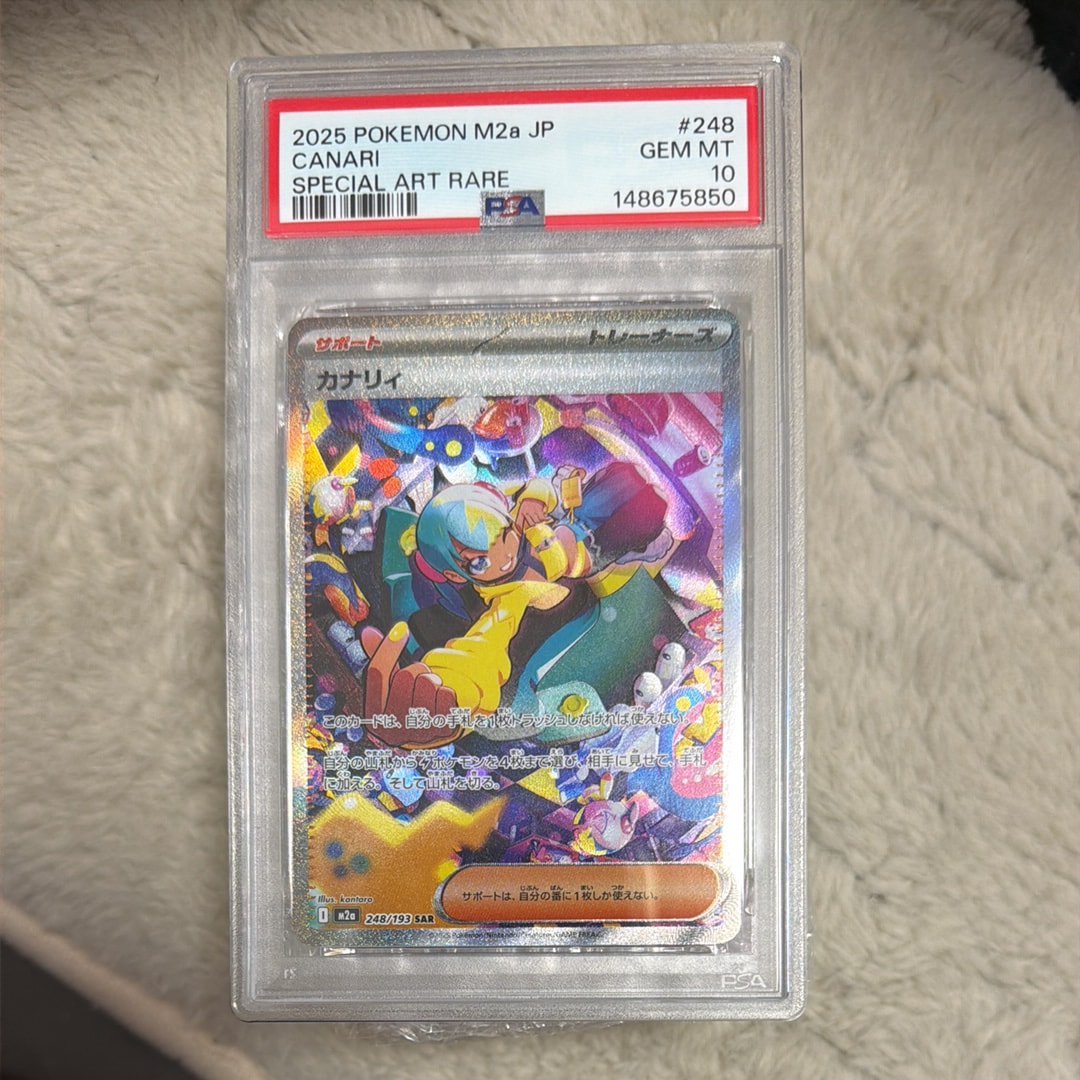 2025 POKEMON M2a JP #248
CANARI GEM MT
SPECIAL ART RARE 10
PSA 148675850
サポート トレーナーズ
カナリィ
このカードは、自分の手札を1枚トラッシュしなければ使えない。
自分の山札からポケモンを4枚まで選び、相手に見せて、手札
に加える。そして山札を切る。
サポートは、自分の番に1枚しか使えない。
Illus. kantaro
M2a 248/193 SAR
PSA